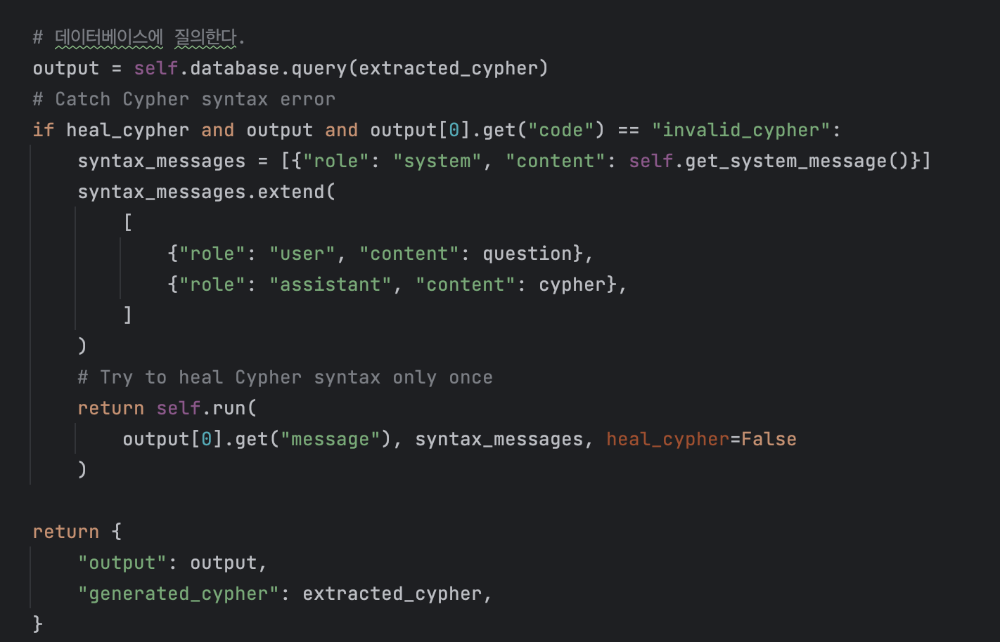 # 데이터베이스에 질의한다.
output = self.database.query(extracted_cypher)
# Catch Cypher syntax error
if heal_cypher and output and output[0].get("code") == "invalid_cypher":
    syntax_messages = [{"role": "system", "content": self.get_system_message()}]
    syntax_messages.extend(
        [
            {"role": "user", "content": question},
            {"role": "assistant", "content": cypher},
        ]
    )
    # Try to heal Cypher syntax only once
    return self.run(
        output[0].get("message"), syntax_messages, heal_cypher=False
    )
return {
    "output": output,
    "generated_cypher": extracted_cypher,
}